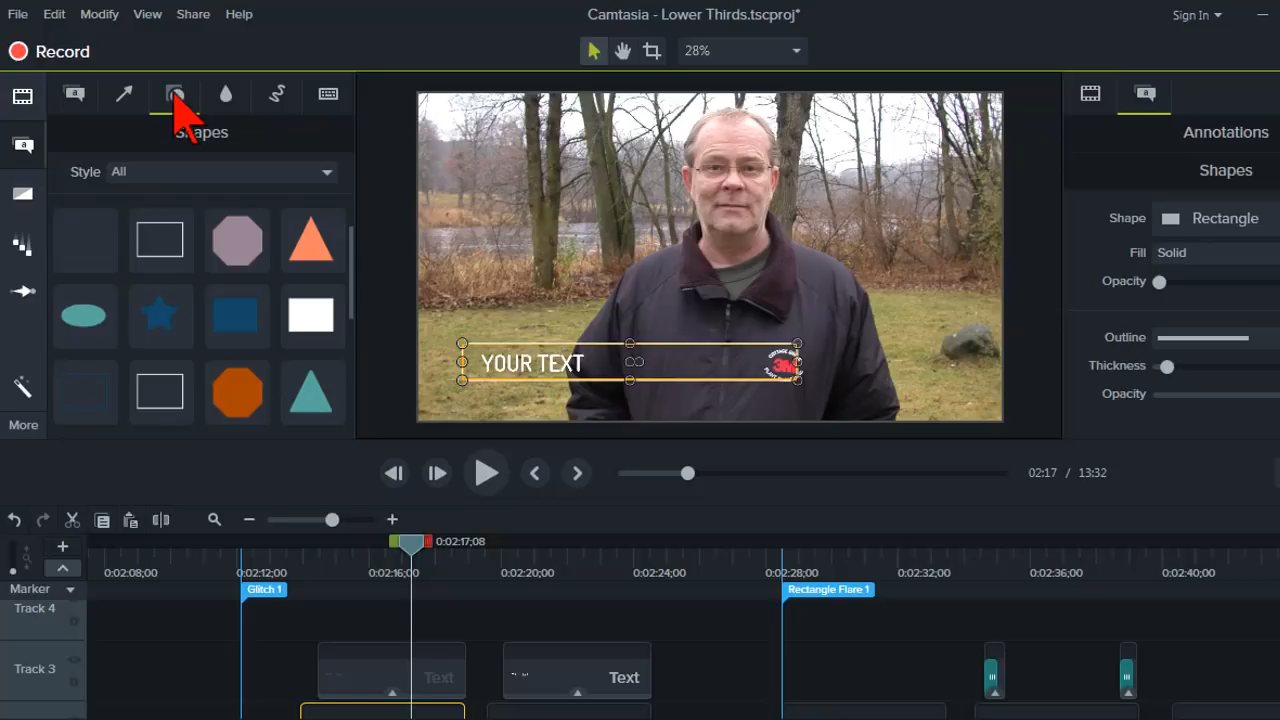 File Edit Modify View Share Help
Camtasia - Lower Thirds.tscproj*
Sign In
Record
28%
Shapes
Style All
More
YOUR TEXT
3M
Annotations
Shapes
Shape Rectangle
Fill Solid
Opacity
Outline
Thickness
Opacity
02:17 / 13:32
0:02:17;08
0:02:08;00 0:02:12;00 0:02:16;00 0:02:20;00 0:02:24;00 0:02:28;00 0:02:32;00 0:02:36;00 0:02:40;00
Marker
Glitch 1
Rectangle Flare 1
Track 4
Track 3
Text
Text